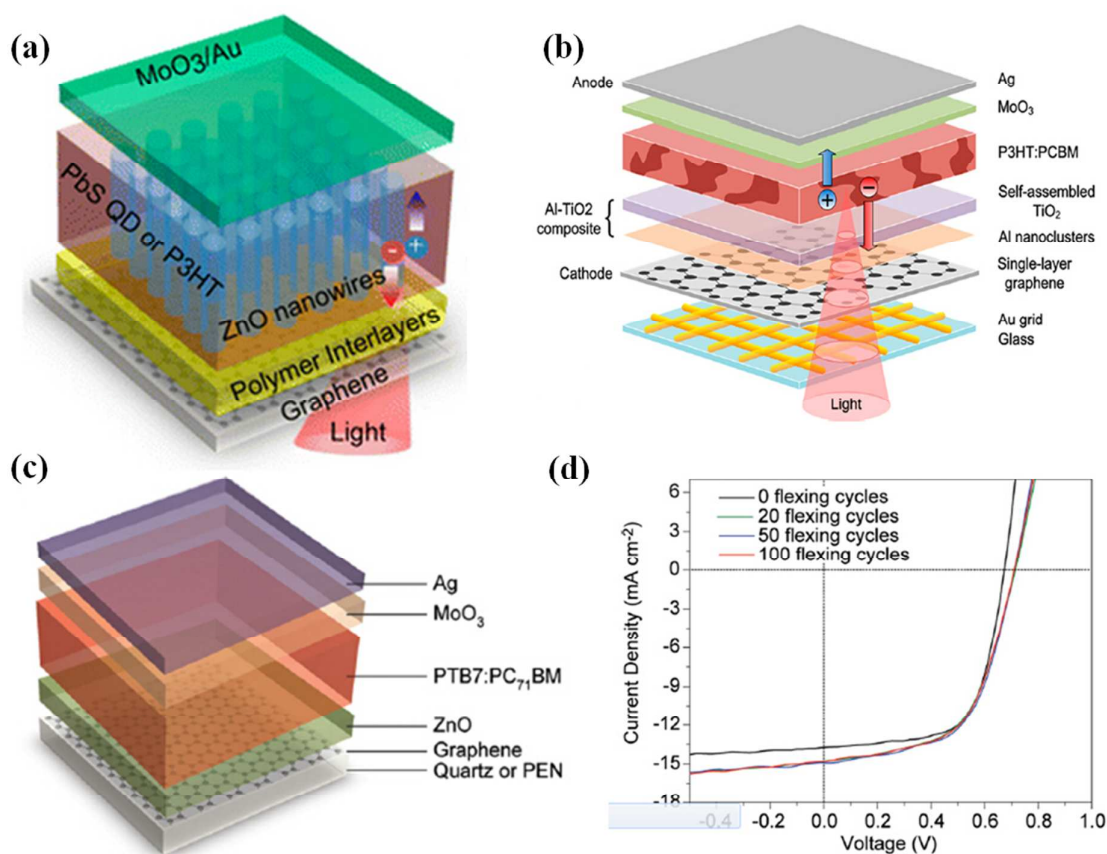 (a)
MoO3/Au
PbS QD or P3HT
ZnO nanowires
Polymer Interlayers
Graphene
Light
(b)
Anode
Ag
MoO3
P3HT:PCBM
Al-TiO2
composite
Self-assembled
TiO2
Al nanoclusters
Cathode
Single-layer
graphene
Au grid
Glass
Light
(c)
Ag
MoO3
PTB7:PC71BM
ZnO
Graphene
Quartz or PEN
(d)
0 flexing cycles
20 flexing cycles
50 flexing cycles
100 flexing cycles
Current Density (mA cm-2)
6
3
0
-3
-6
-9
-12
-15
-18
-0.4 -0.2 0.0 0.2 0.4 0.6 0.8 1.0
Voltage (V)